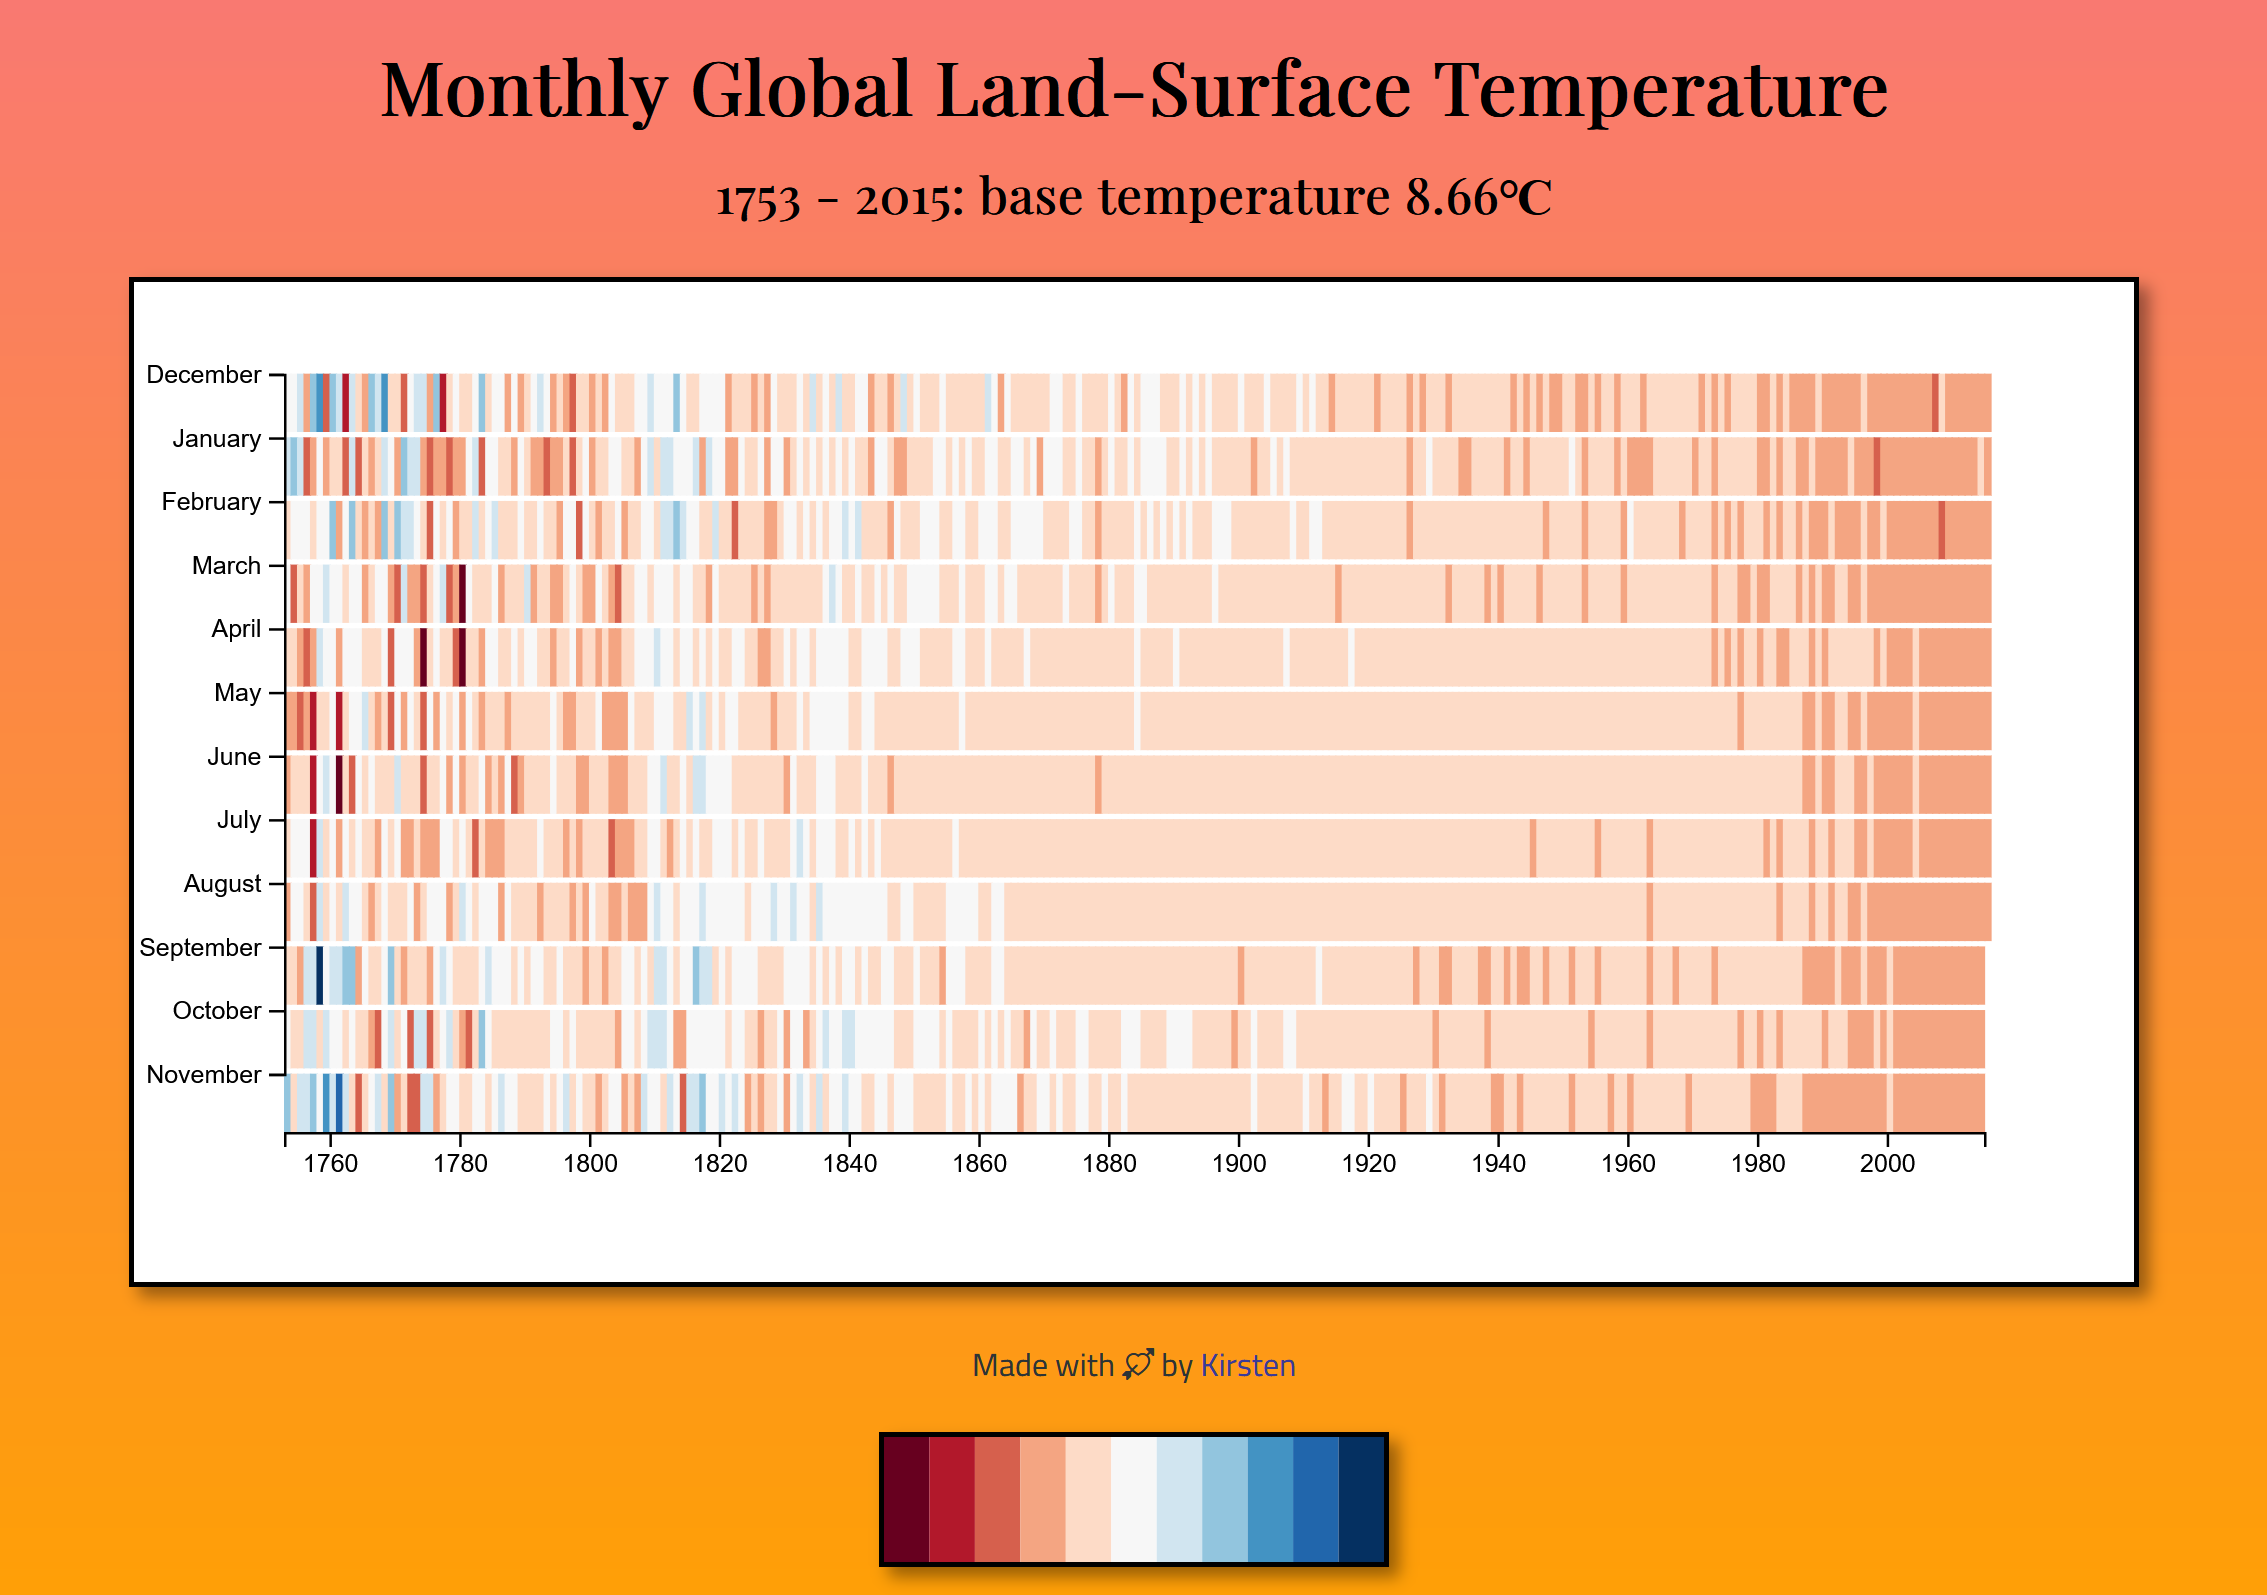 Monthly Global Land-Surface Temperature
1753 - 2015: base temperature 8.66℃
December
January
February
March
April
May
June
July
August
September
October
November
1760 1780 1800 1820 1840 1860 1880 1900 1920 1940 1960 1980 2000
Made with by Kirsten